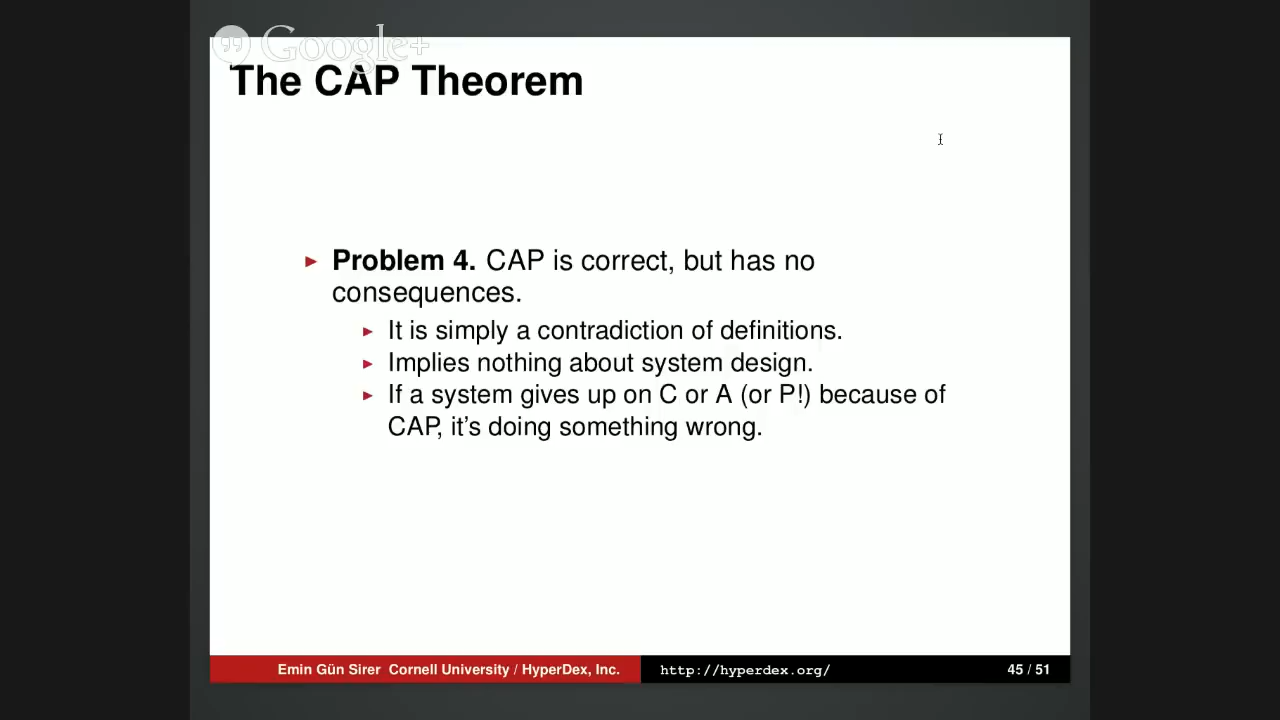 Google+
The CAP Theorem
Problem 4. CAP is correct, but has no
consequences.
It is simply a contradiction of definitions.
Implies nothing about system design.
If a system gives up on C or A (or P!) because of
CAP, it's doing something wrong.
Emin Gün Sirer Cornell University / HyperDex, Inc. http://hyperdex.org/ 45 / 51